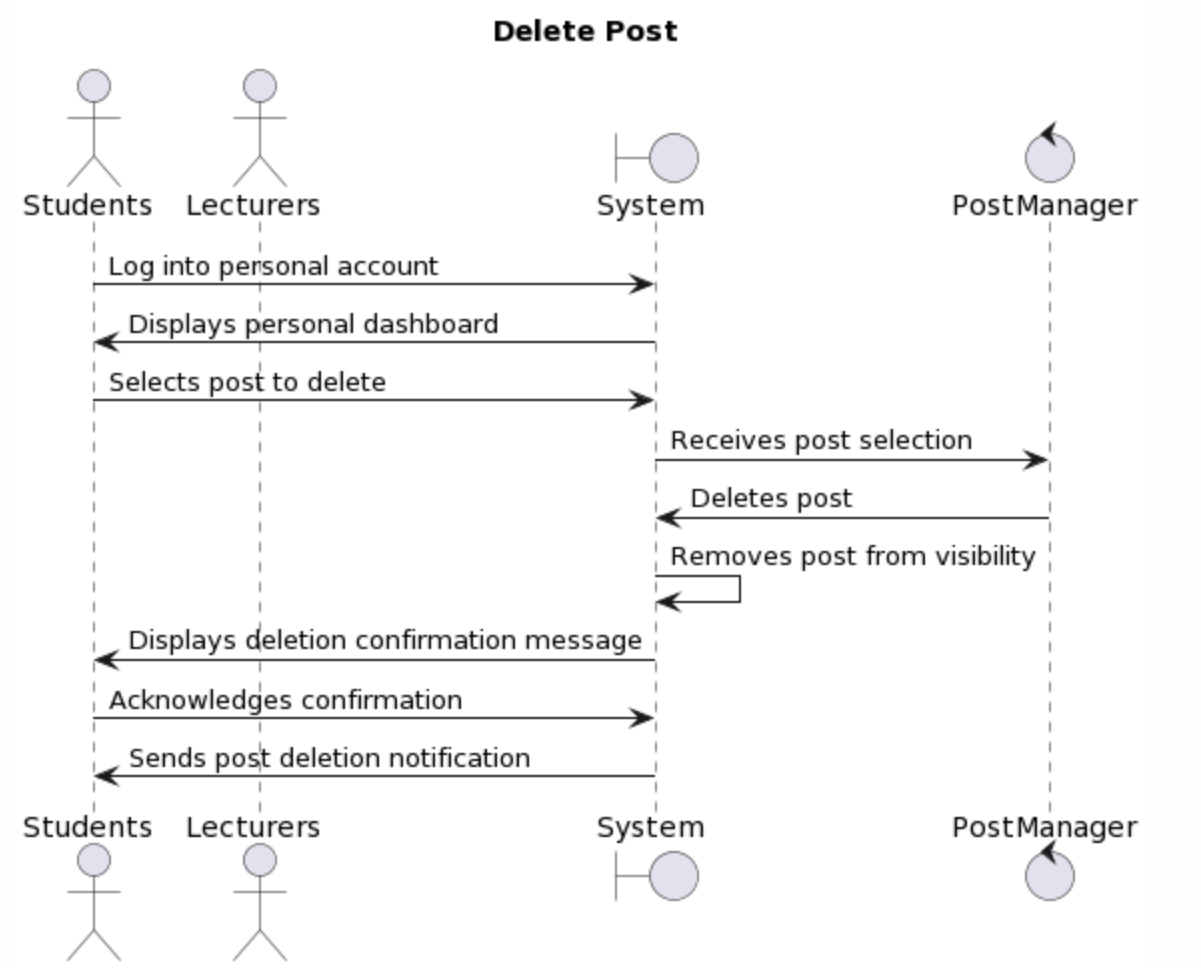 Delete Post
Students Lecturers System PostManager
Log into personal account
Displays personal dashboard
Selects post to delete
Receives post selection
Deletes post
Removes post from visibility
Displays deletion confirmation message
Acknowledges confirmation
Sends post deletion notification
Students Lecturers System PostManager